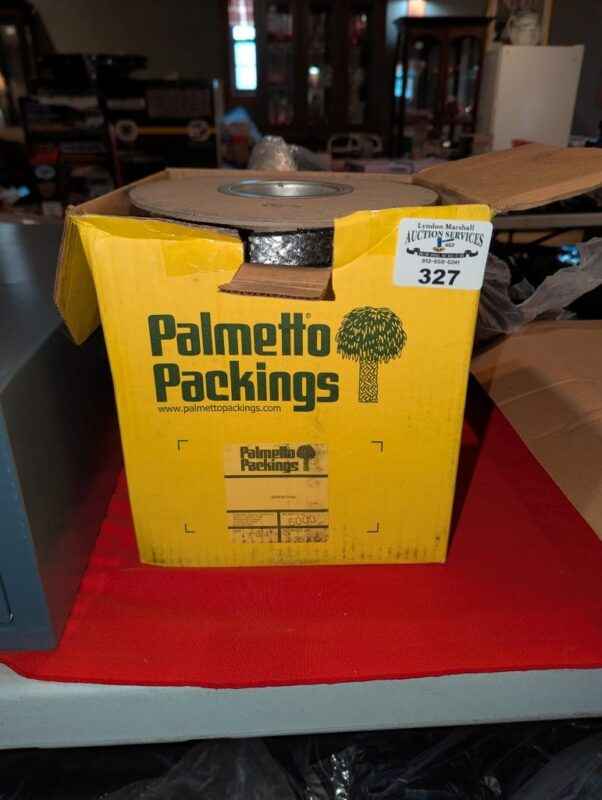 Lyndon Marshall
AUCTION SERVICES
327
Palmetto
Packings
www.palmettopackings.com
Palmetto
Packings